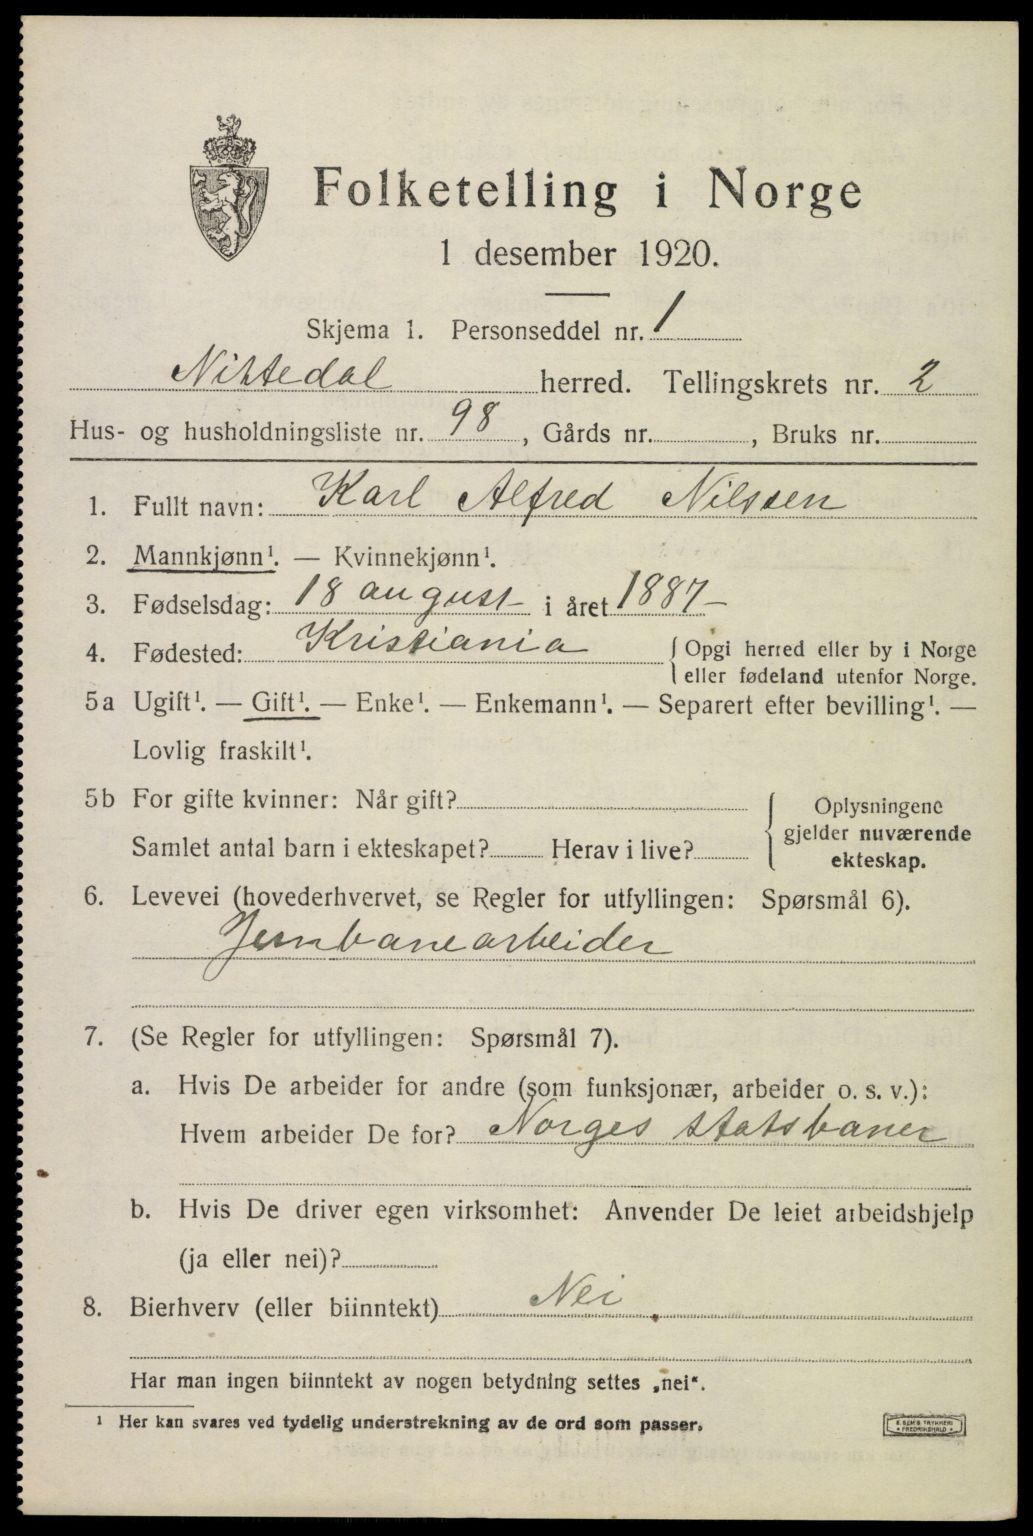 Folketelling i Norge
1 desember 1920.
Skjema 1. Personseddel nr. 1
Nittedal herred. Tellingskrets nr. 2
Hus- og husholdningsliste nr. 98, Gårds nr. , Bruks nr.
1. Fullt navn: Karl Alfred Nilssen
2. Mannkjønn¹. — Kvinnekjønn¹.
3. Fødselsdag: 18 august i året 1887
4. Fødested: Kristiania { Opgi herred eller by i Norge
eller fødeland utenfor Norge.
5a Ugift¹. — Gift¹. — Enke¹. — Enkemann¹. — Separert efter bevilling¹. —
Lovlig fraskilt¹.
5b For gifte kvinner: Når gift? { Oplysningene
gjelder nuværende
Samlet antal barn i ekteskapet? Herav i live?
ekteskap.
6. Levevei (hovederhvervet, se Regler for utfyllingen: Spørsmål 6).
Jernbanearbeider
7. (Se Regler for utfyllingen: Spørsmål 7).
a. Hvis De arbeider for andre (som funksjonær, arbeider o. s. v.):
Hvem arbeider De for? Norges statsbaner
b. Hvis De driver egen virksomhet: Anvender De leiet arbeidshjelp
(ja eller nei)?
8. Bierhverv (eller biinntekt) Nei
Har man ingen biinntekt av nogen betydning settes „nei".
¹ Her kan svares ved tydelig understrekning av de ord som passer.
E. SEM'S TRYKKERI
FREDRIKSHALD